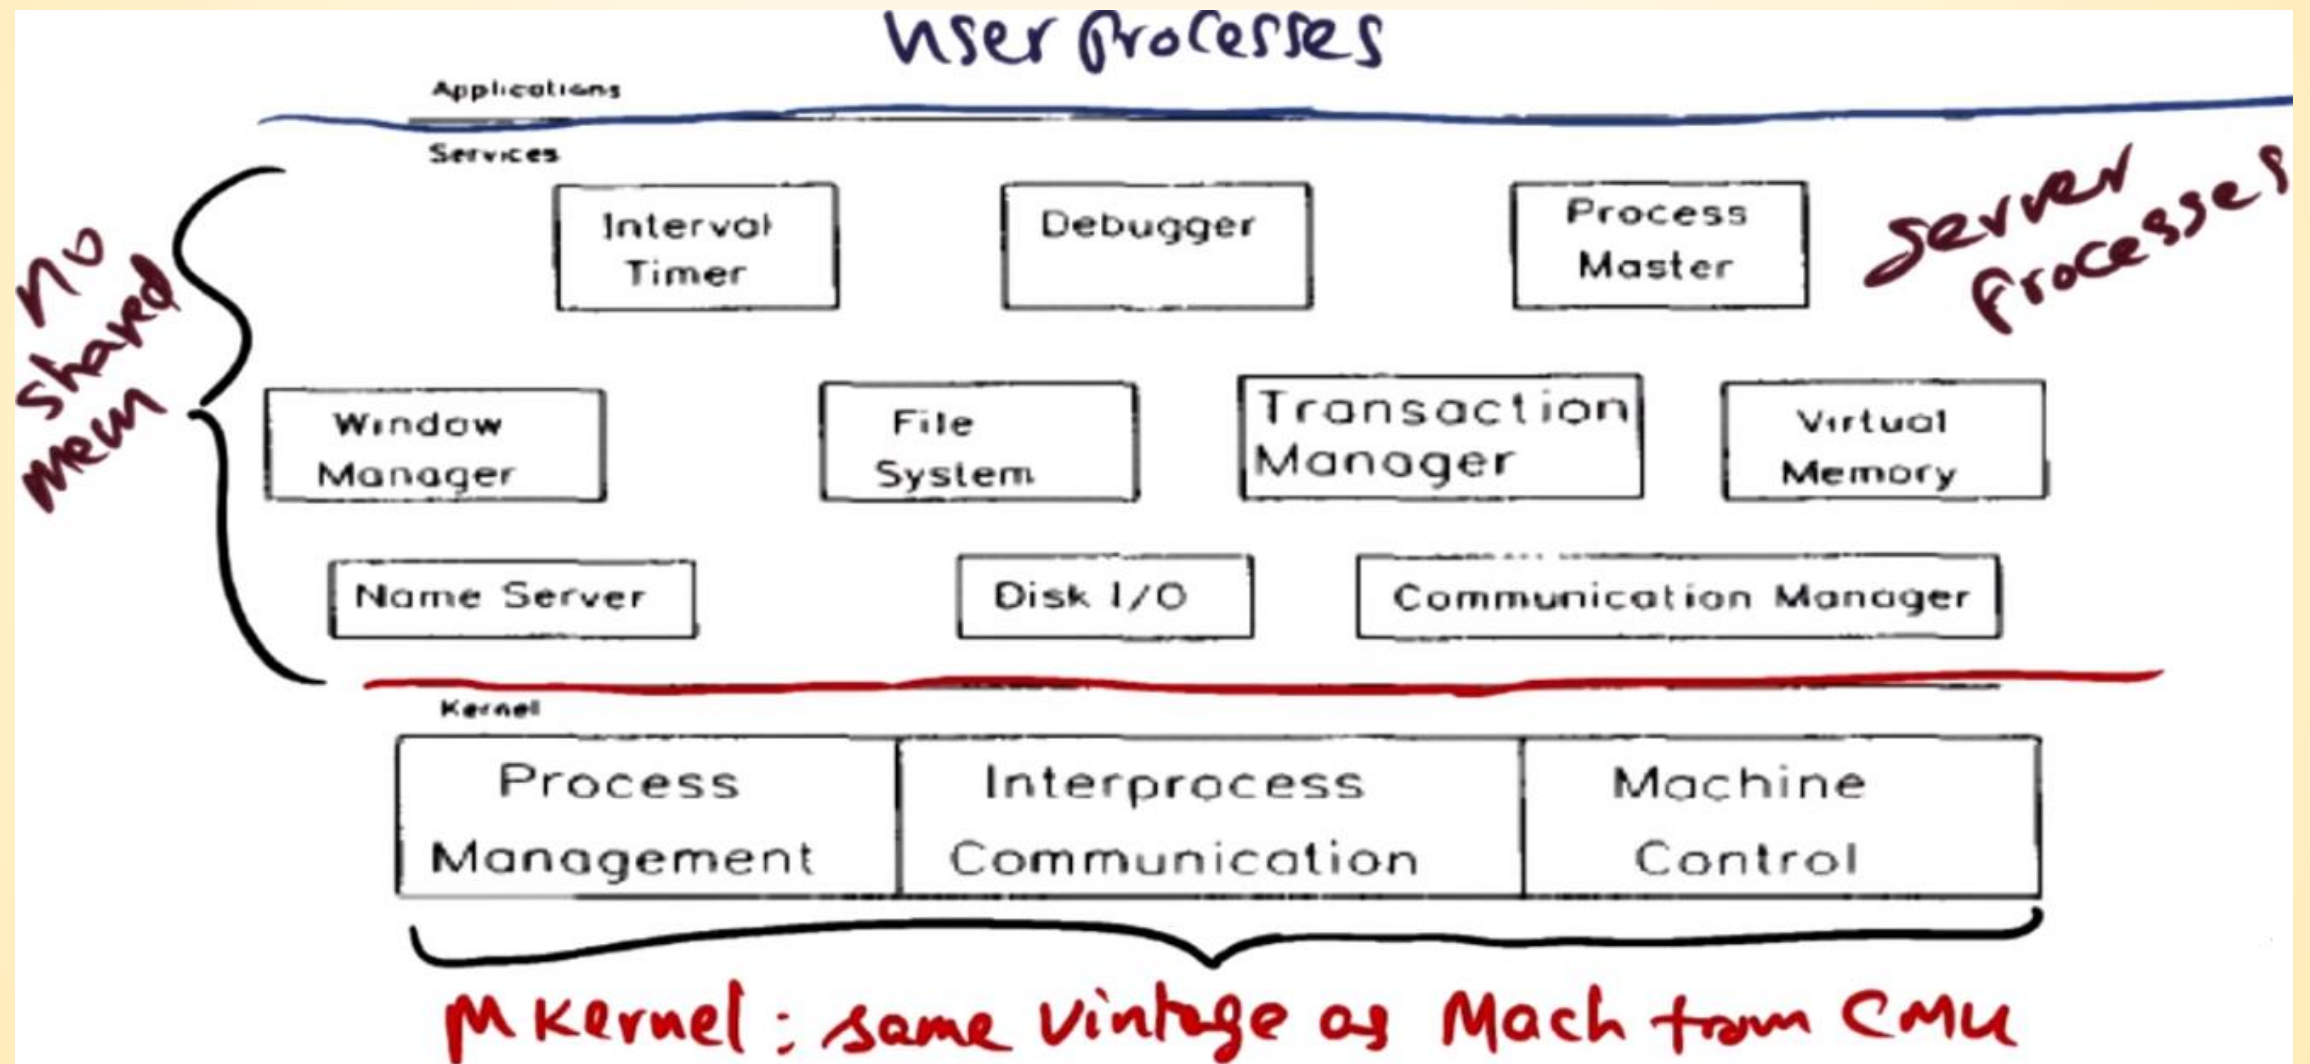 user processes
Applications
Services
Interval
Timer
Debugger
Process
Master
server
processes
no
shared
mem
Window
Manager
File
System
Transaction
Manager
Virtual
Memory
Name Server
Disk I/O
Communication Manager
Kernel
Process
Management
Interprocess
Communication
Machine
Control
μKernel: same vintage as Mach from CMU